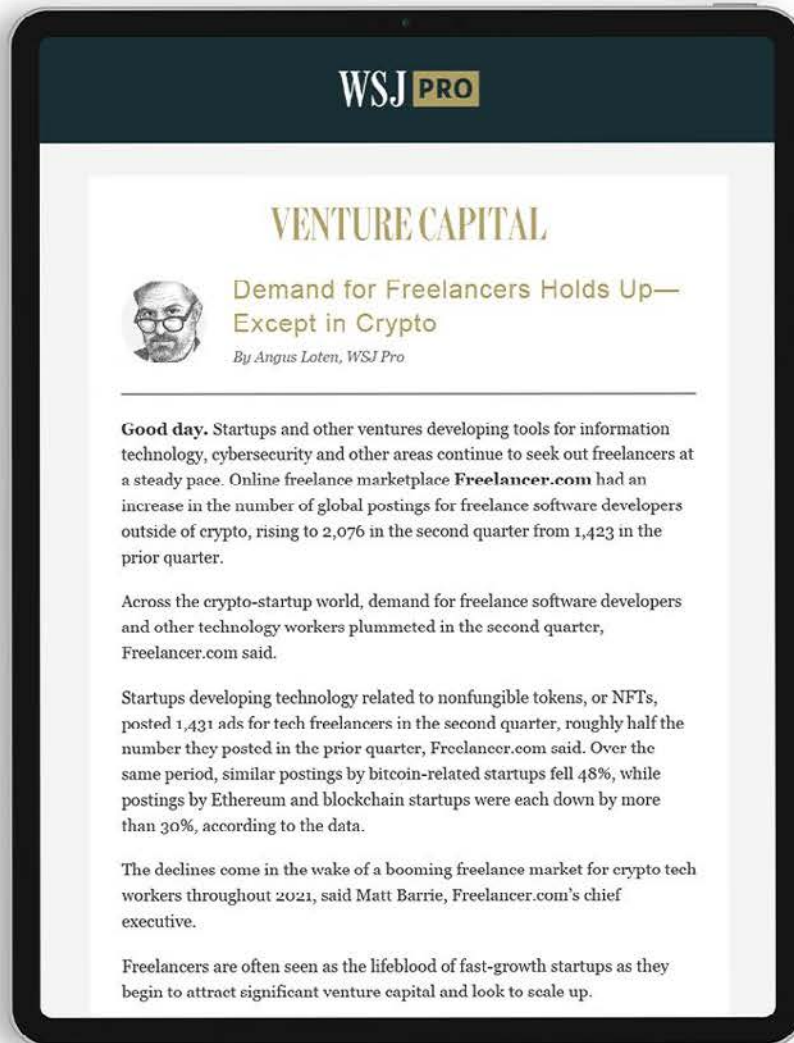 WSJ PRO
VENTURE CAPITAL
Demand for Freelancers Holds Up—
Except in Crypto
By Angus Loten, WSJ Pro
Good day. Startups and other ventures developing tools for information
technology, cybersecurity and other areas continue to seek out freelancers at
a steady pace. Online freelance marketplace Freelancer.com had an
increase in the number of global postings for freelance software developers
outside of crypto, rising to 2,076 in the second quarter from 1,423 in the
prior quarter.
Across the crypto-startup world, demand for freelance software developers
and other technology workers plummeted in the second quarter,
Freelancer.com said.
Startups developing technology related to nonfungible tokens, or NFTs,
posted 1,431 ads for tech freelancers in the second quarter, roughly half the
number they posted in the prior quarter, Freelancer.com said. Over the
same period, similar postings by bitcoin-related startups fell 48%, while
postings by Ethereum and blockchain startups were each down by more
than 30%, according to the data.
The declines come in the wake of a booming freelance market for crypto tech
workers throughout 2021, said Matt Barrie, Freelancer.com's chief
executive.
Freelancers are often seen as the lifeblood of fast-growth startups as they
begin to attract significant venture capital and look to scale up.